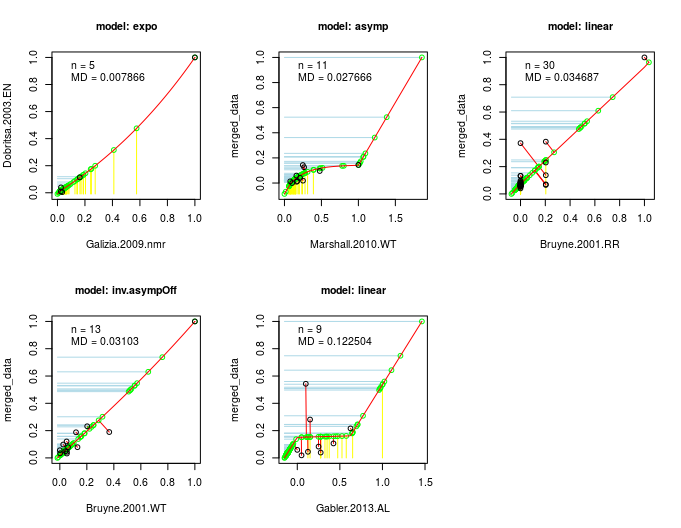 model: expo
n = 5
MD = 0.007866
Dobritsa.2003.EN
0.0 0.2 0.4 0.6 0.8 1.0
0.0 0.2 0.4 0.6 0.8 1.0
Galizia.2009.nmr
model: asymp
n = 11
MD = 0.027666
merged_data
0.0 0.2 0.4 0.6 0.8 1.0
0.0 0.5 1.0 1.5
Marshall.2010.WT
model: linear
n = 30
MD = 0.034687
merged_data
0.0 0.2 0.4 0.6 0.8 1.0
0.0 0.2 0.4 0.6 0.8 1.0
Bruyne.2001.RR
model: inv.asympOff
n = 13
MD = 0.03103
merged_data
0.0 0.2 0.4 0.6 0.8 1.0
0.0 0.2 0.4 0.6 0.8 1.0
Bruyne.2001.WT
model: linear
n = 9
MD = 0.122504
merged_data
0.0 0.2 0.4 0.6 0.8 1.0
0.0 0.5 1.0 1.5
Gabler.2013.AL